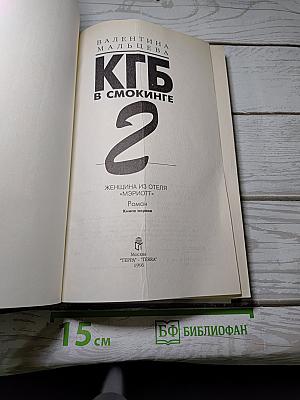 ВАЛЕНТИНА
МАЛЬЦЕВА
КГБ
В СМОКИНГЕ
2
ЖЕНЩИНА ИЗ ОТЕЛЯ
«МЭРИОТТ»
Роман
Книга первая
Москва
"ТЕРРА"-"TERRA"
1995
15 см
БФ БИБЛИОФАН